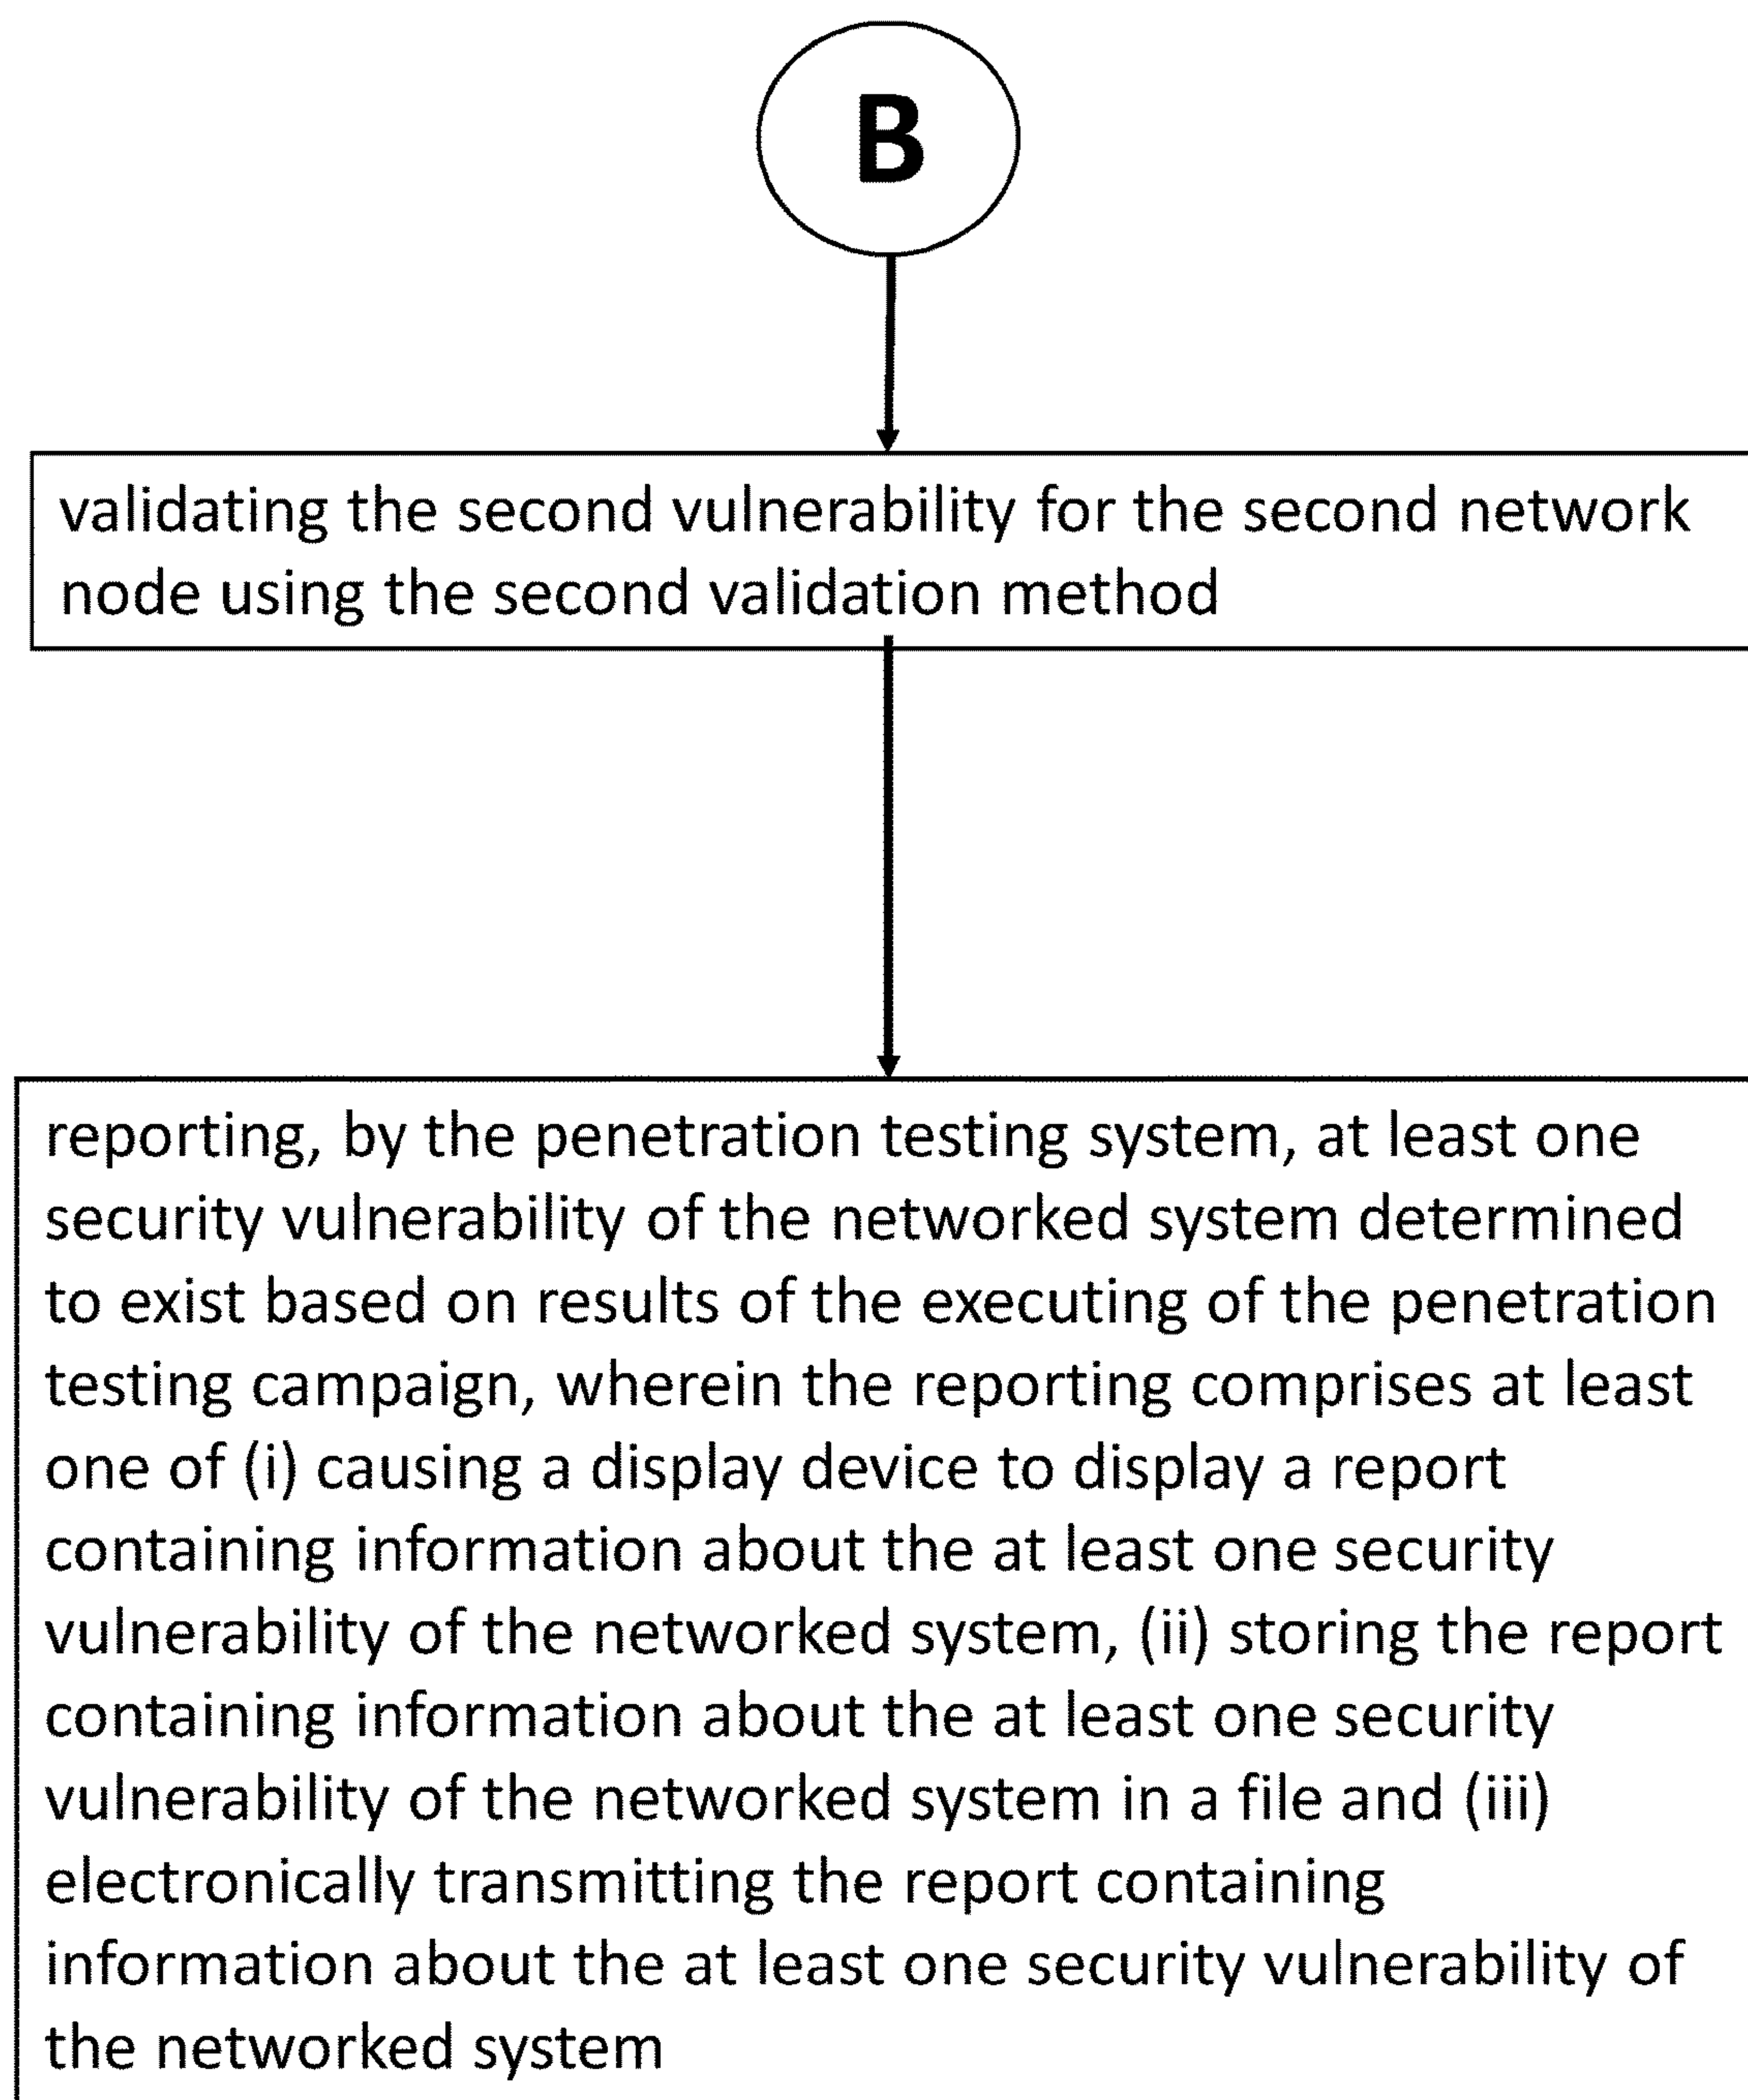 B
validating the second vulnerability for the second network
node using the second validation method
reporting, by the penetration testing system, at least one
security vulnerability of the networked system determined
to exist based on results of the executing of the penetration
testing campaign, wherein the reporting comprises at least
one of (i) causing a display device to display a report
containing information about the at least one security
vulnerability of the networked system, (ii) storing the report
containing information about the at least one security
vulnerability of the networked system in a file and (iii)
electronically transmitting the report containing
information about the at least one security vulnerability of
the networked system